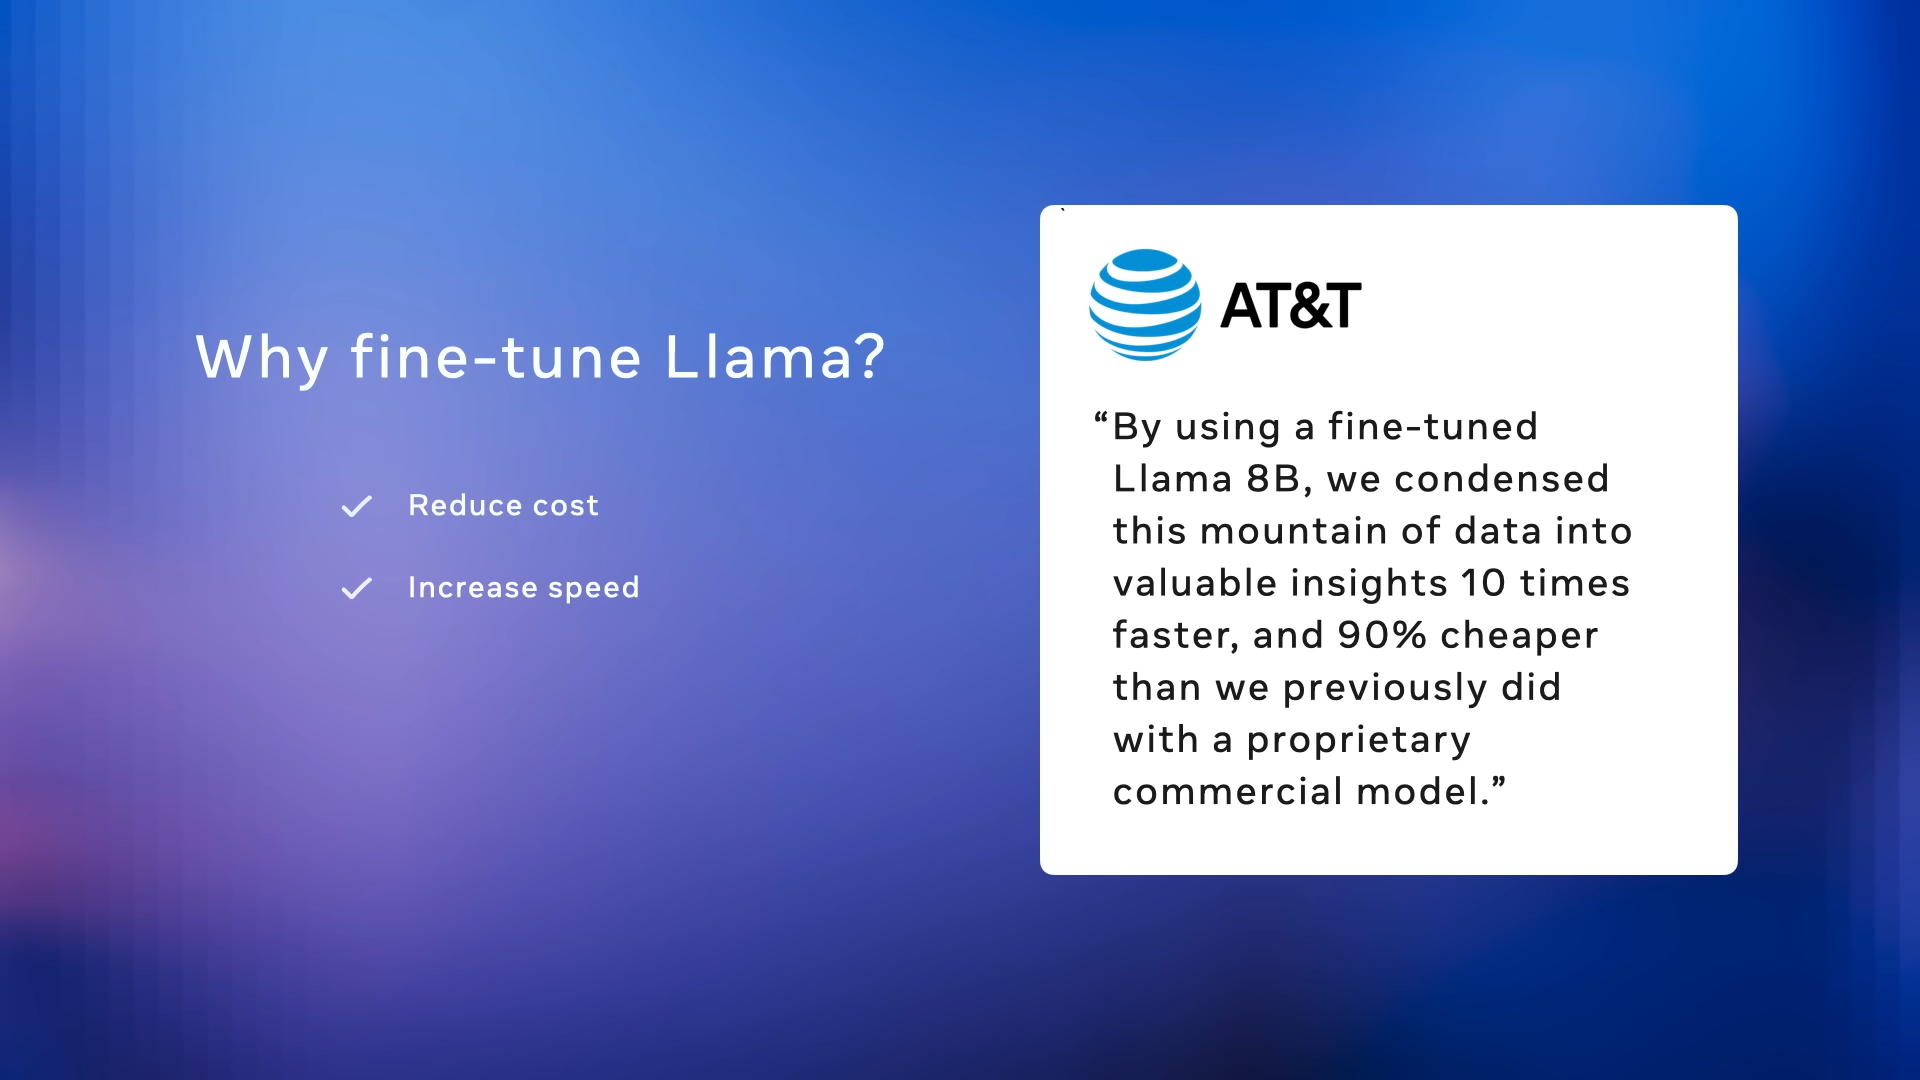 Why fine-tune Llama?
Reduce cost
Increase speed
AT&T
“By using a fine-tuned
Llama 8B, we condensed
this mountain of data into
valuable insights 10 times
faster, and 90% cheaper
than we previously did
with a proprietary
commercial model.”